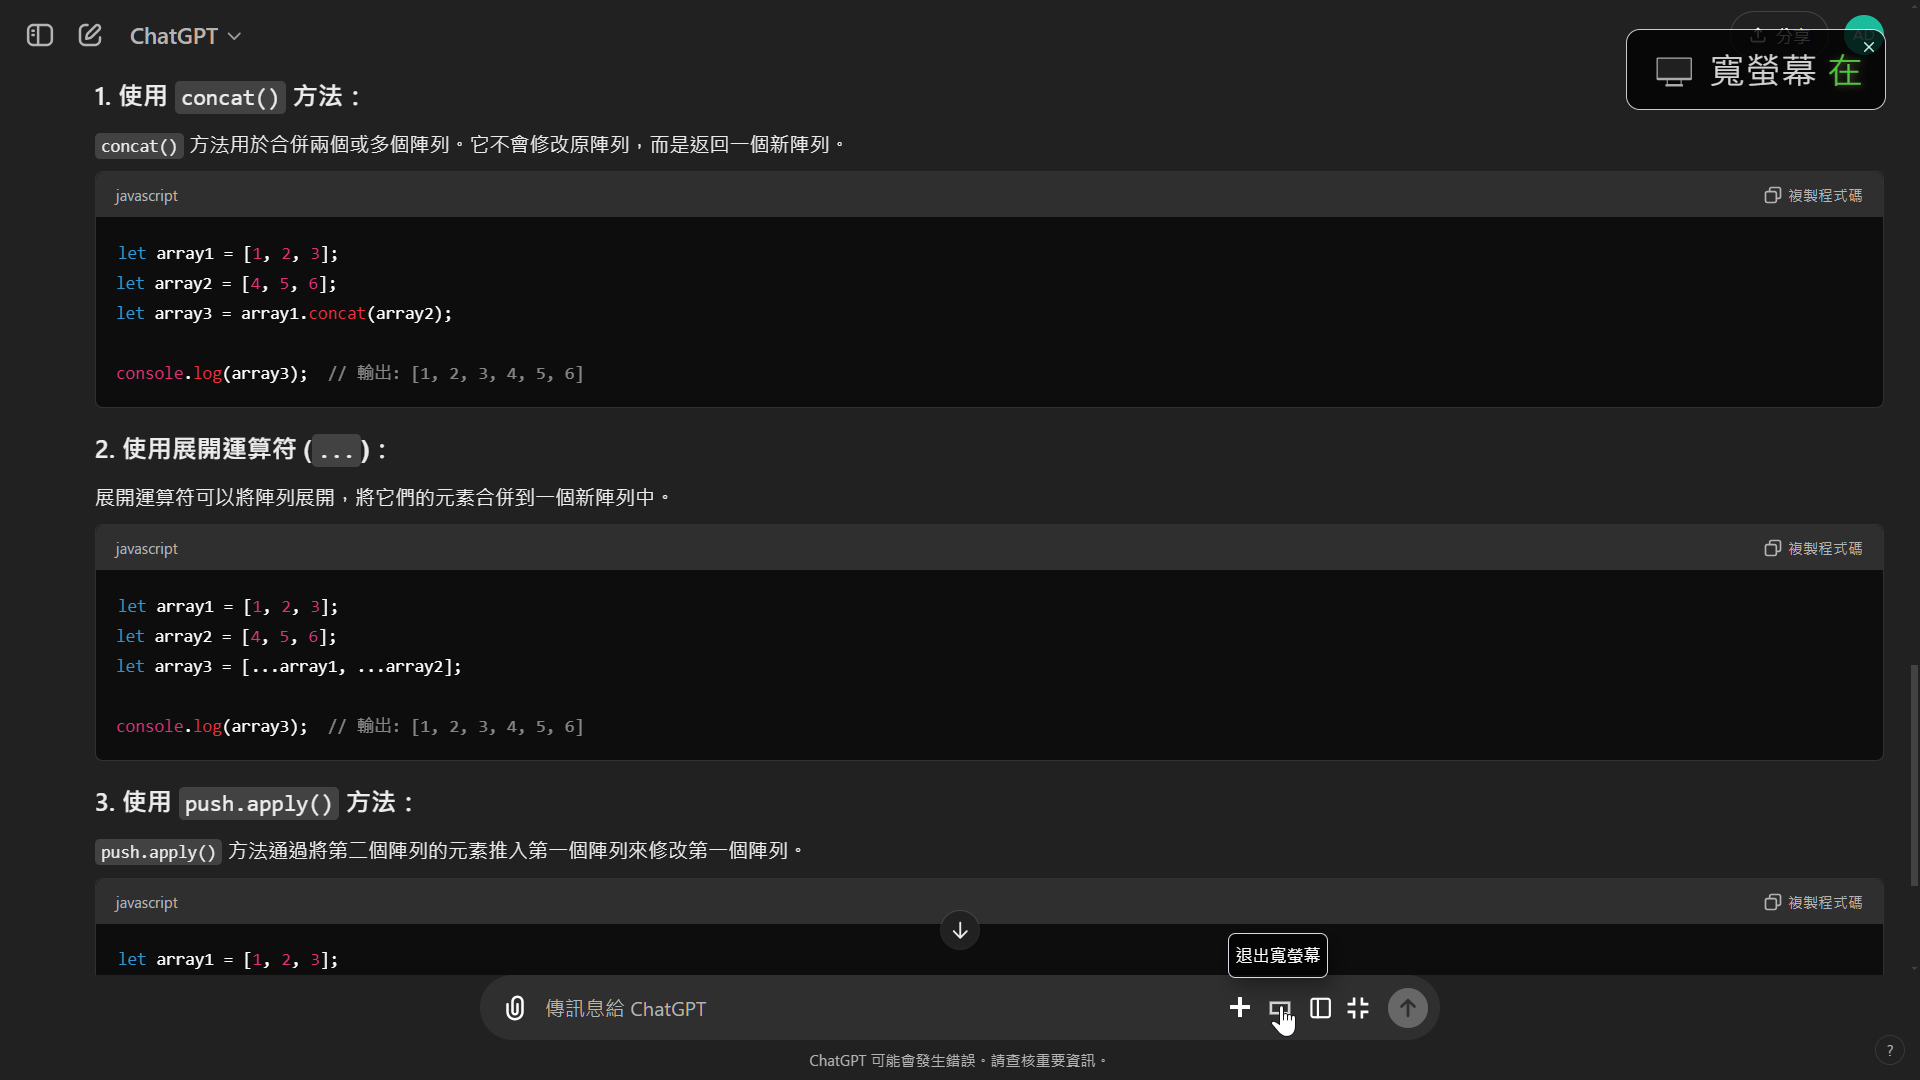 ChatGPT
分享
寬螢幕 在
1. 使用 concat() 方法：
concat() 方法用於合併兩個或多個陣列。它不會修改原陣列，而是返回一個新陣列。
javascript
複製程式碼
let array1 = [1, 2, 3];
let array2 = [4, 5, 6];
let array3 = array1.concat(array2);
console.log(array3);  // 輸出: [1, 2, 3, 4, 5, 6]
2. 使用展開運算符 (...)：
展開運算符可以將陣列展開，將它們的元素合併到一個新陣列中。
javascript
複製程式碼
let array1 = [1, 2, 3];
let array2 = [4, 5, 6];
let array3 = [...array1, ...array2];
console.log(array3);  // 輸出: [1, 2, 3, 4, 5, 6]
3. 使用 push.apply() 方法：
push.apply() 方法通過將第二個陣列的元素推入第一個陣列來修改第一個陣列。
javascript
複製程式碼
let array1 = [1, 2, 3];
退出寬螢幕
傳訊息給 ChatGPT
ChatGPT 可能會發生錯誤。請查核重要資訊。
?